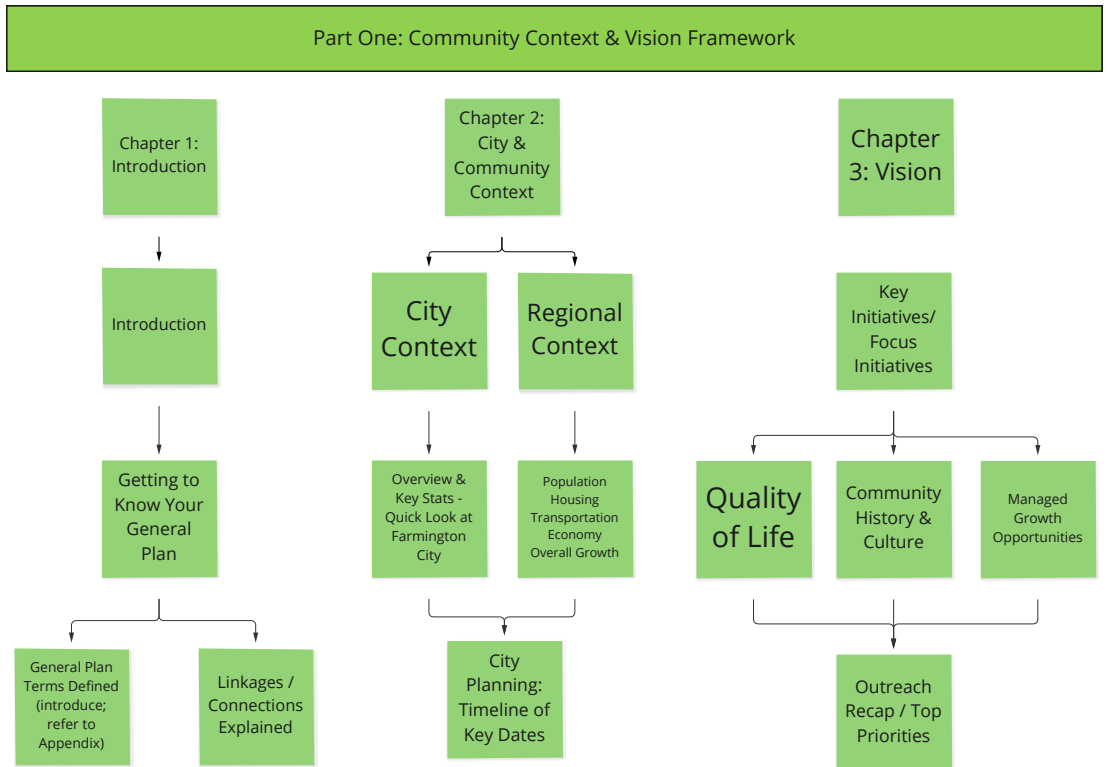 Part One: Community Context & Vision Framework
Chapter 1:
Introduction
Chapter 2:
City &
Community
Context
Chapter
3: Vision
Introduction
City
Context
Regional
Context
Key
Initiatives/
Focus
Initiatives
Getting to
Know Your
General
Plan
Overview &
Key Stats -
Quick Look at
Farmington
City
Population
Housing
Transportation
Economy
Overall Growth
Quality
of Life
Community
History &
Culture
Managed
Growth
Opportunities
General Plan
Terms Defined
(introduce;
refer to
Appendix)
Linkages /
Connections
Explained
City
Planning:
Timeline of
Key Dates
Outreach
Recap / Top
Priorities